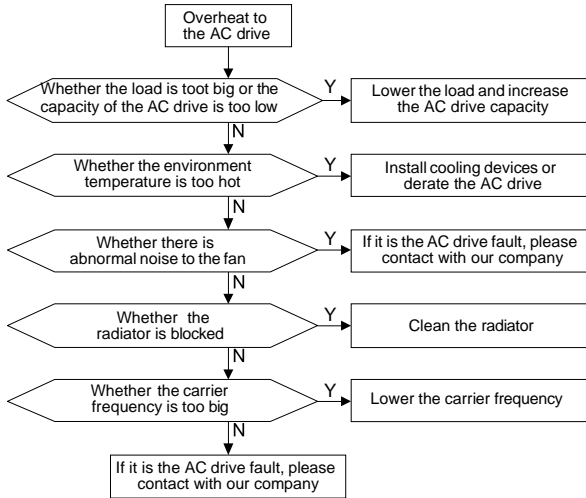 Overheat to
the AC drive
Whether the load is toot big or the
capacity of the AC drive is too low
Y
Lower the load and increase
the AC drive capacity
N
Whether the environment
temperature is too hot
Y
Install cooling devices or
derate the AC drive
N
Whether there is
abnormal noise to the fan
Y
If it is the AC drive fault, please
contact with our company
N
Whether the
radiator is blocked
Y
Clean the radiator
N
Whether the carrier
frequency is too big
Y
Lower the carrier frequency
N
If it is the AC drive fault, please
contact with our company